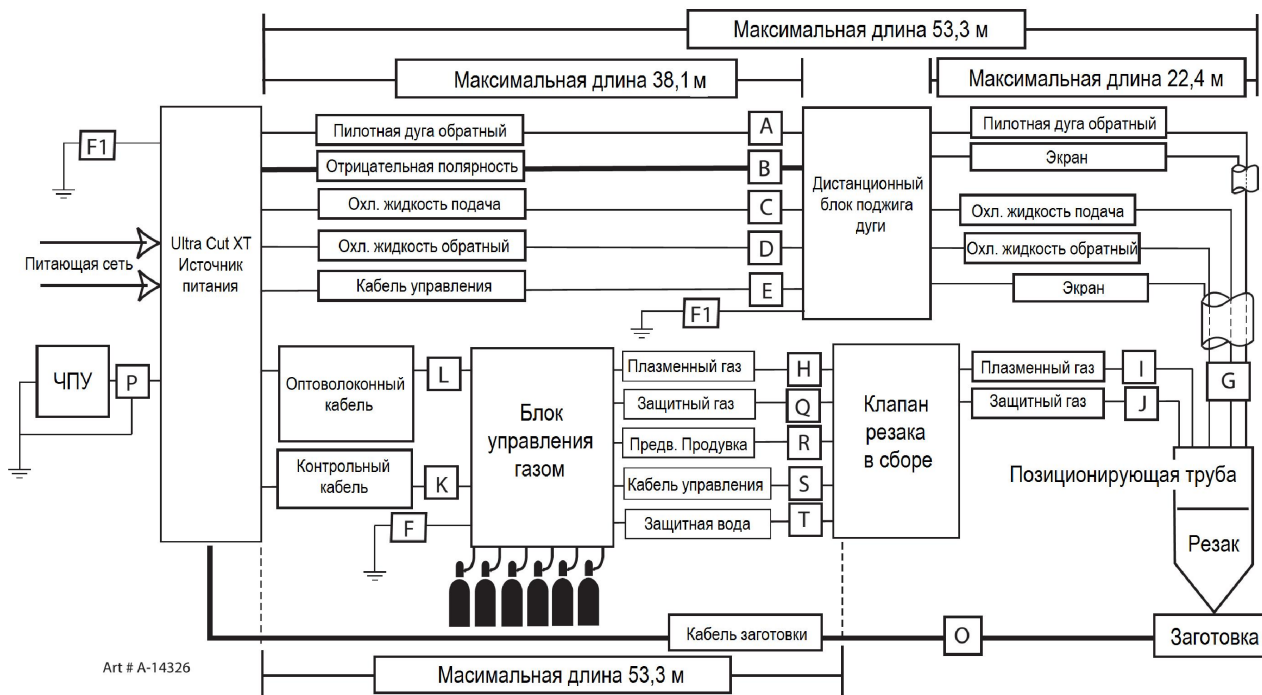 Максимальная длина 53,3 м
Максимальная длина 38,1 м
Максимальная длина 22,4 м
F1
Ultra Cut XT
Источник
питания
Питающая сеть
Пилотная дуга обратный
A
Отрицательная полярность
B
Охл. жидкость подача
C
Охл. жидкость обратный
D
Кабель управления
E
F1
Дистанционный
блок поджига
дуги
Пилотная дуга обратный
Экран
Охл. жидкость подача
Охл. жидкость обратный
Экран
G
ЧПУ
P
Оптоволоконный
кабель
L
Контрольный
кабель
K
F
Блок
управления
газом
Плазменный газ
H
Защитный газ
Q
Предв. Продувка
R
Кабель управления
S
Защитная вода
T
Клапан
резака
в сборе
Плазменный газ
I
Защитный газ
J
Позиционирующая труба
Резак
Кабель заготовки
O
Заготовка
Art # A-14326
Масимальная длина 53,3 м